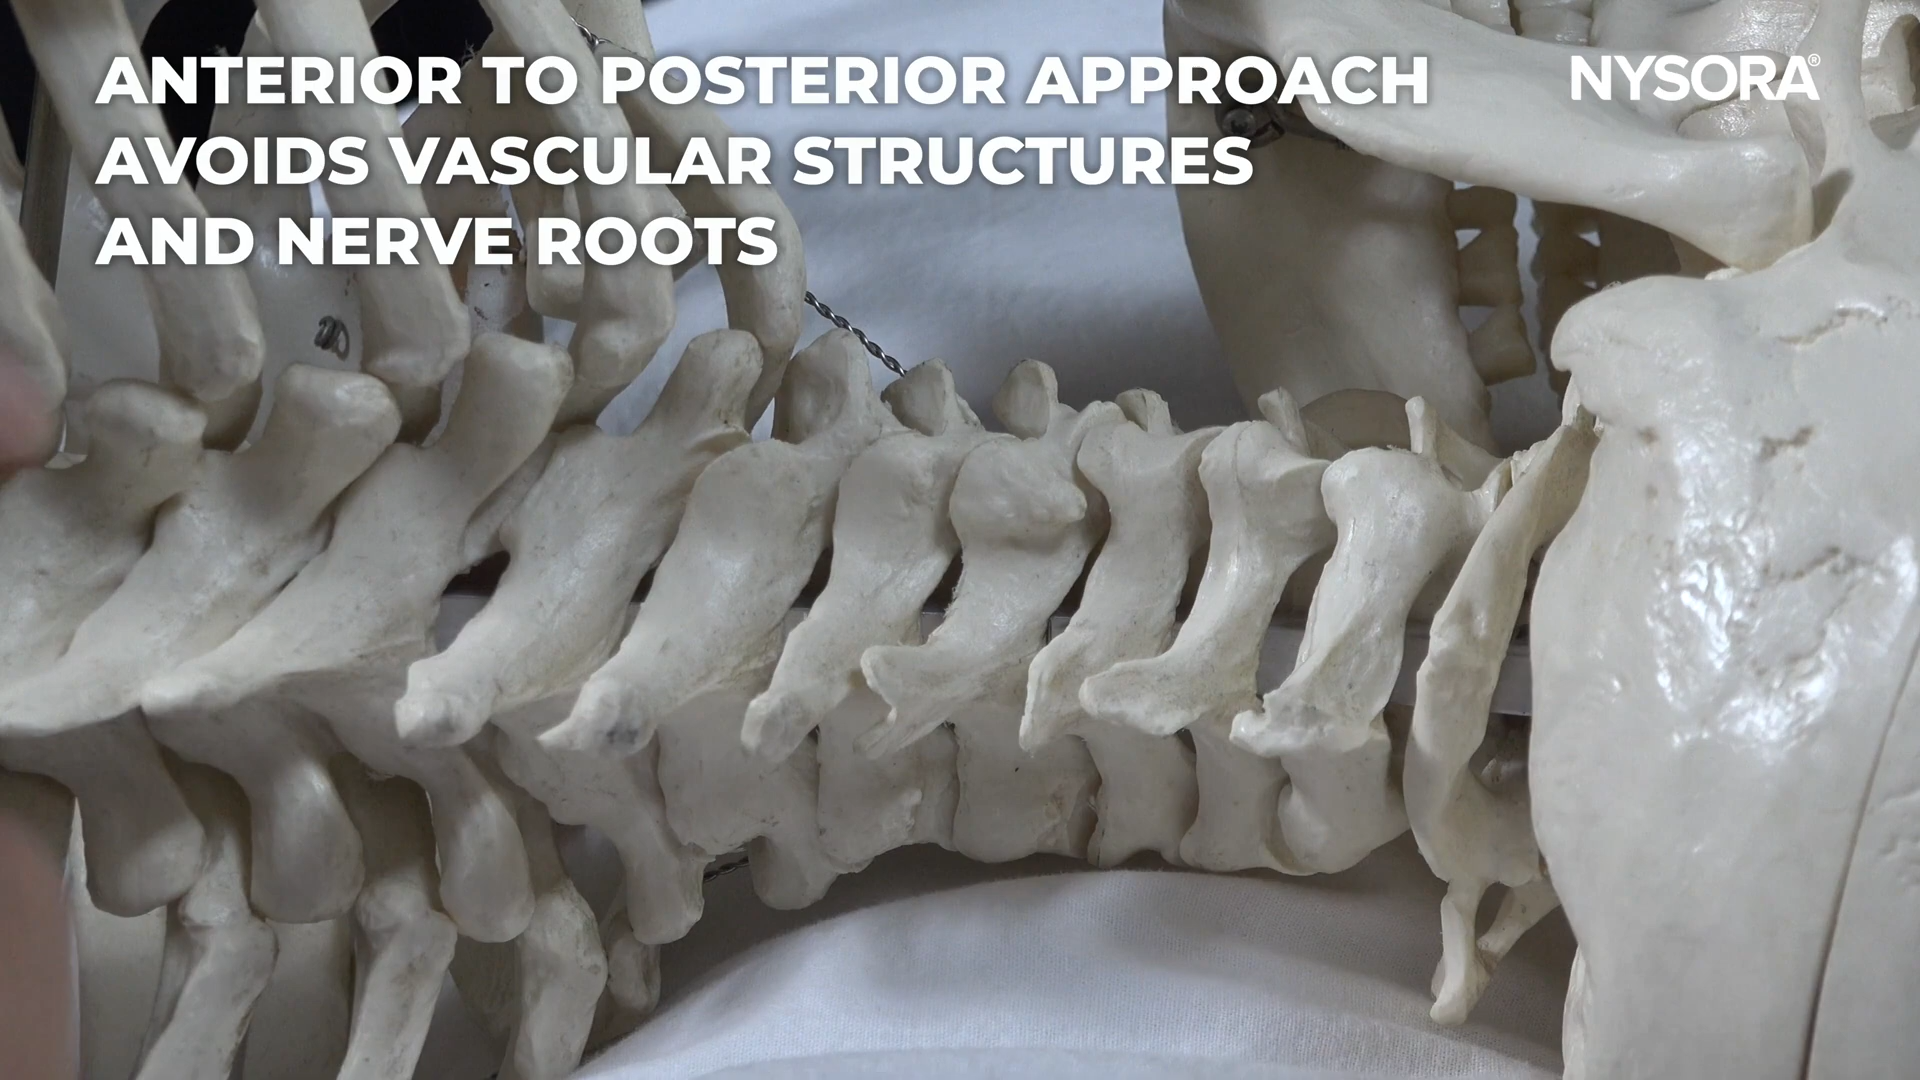 ANTERIOR TO POSTERIOR APPROACH
AVOIDS VASCULAR STRUCTURES
AND NERVE ROOTS
NYSORA®